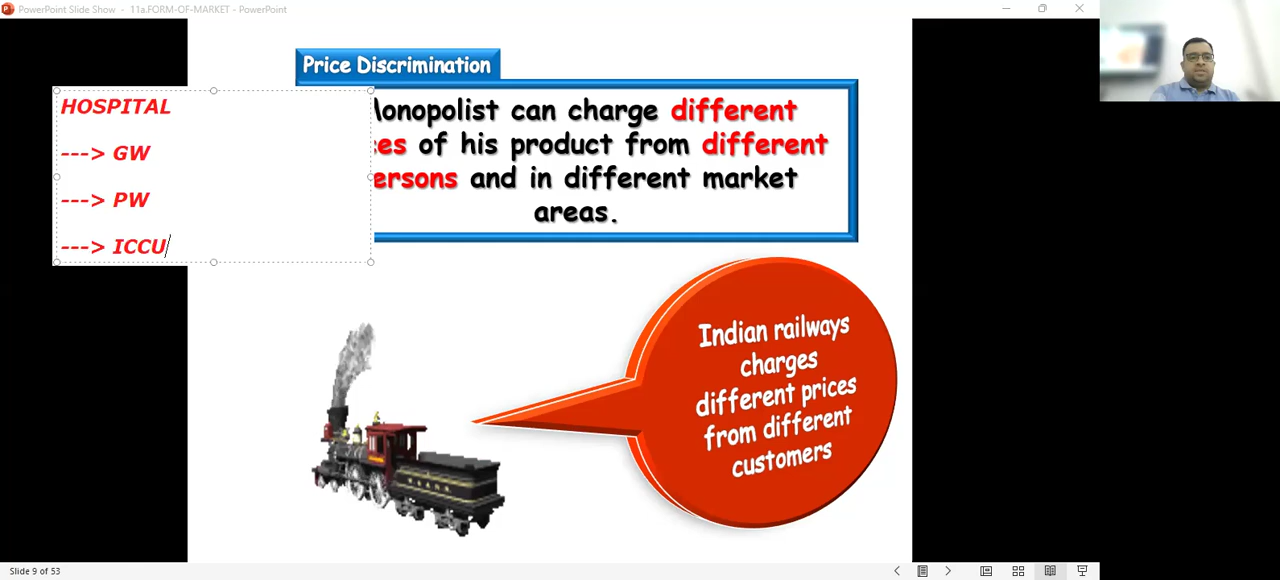 PowerPoint Slide Show - 11a.FORM-OF-MARKET - PowerPoint
Price Discrimination
HOSPITAL
---> GW
---> PW
---> ICCU
onopolist can charge different
es of his product from different
ersons and in different market
areas.
Indian railways
charges
different prices
from different
customers
Slide 9 of 53